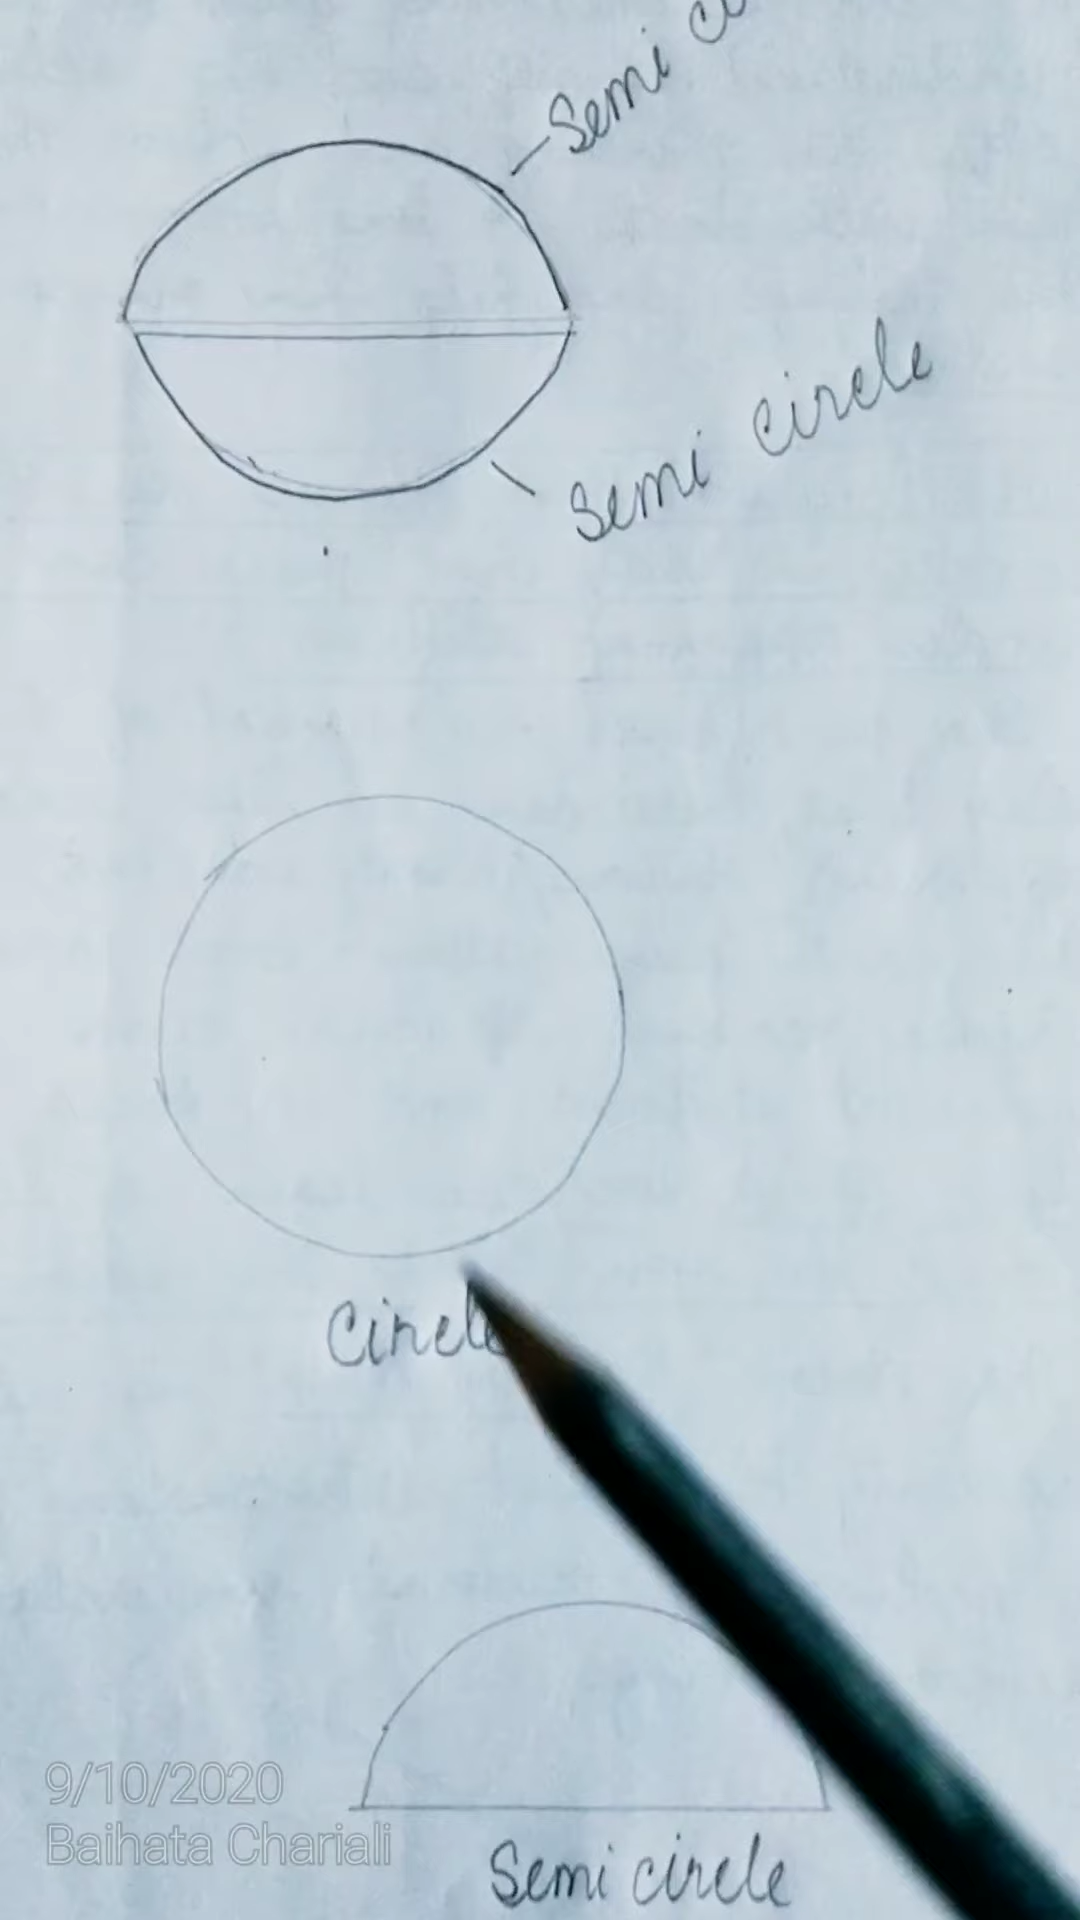 Semi
Semi circle
Circle
9/10/2020
Baihata Chariali
Semi circle